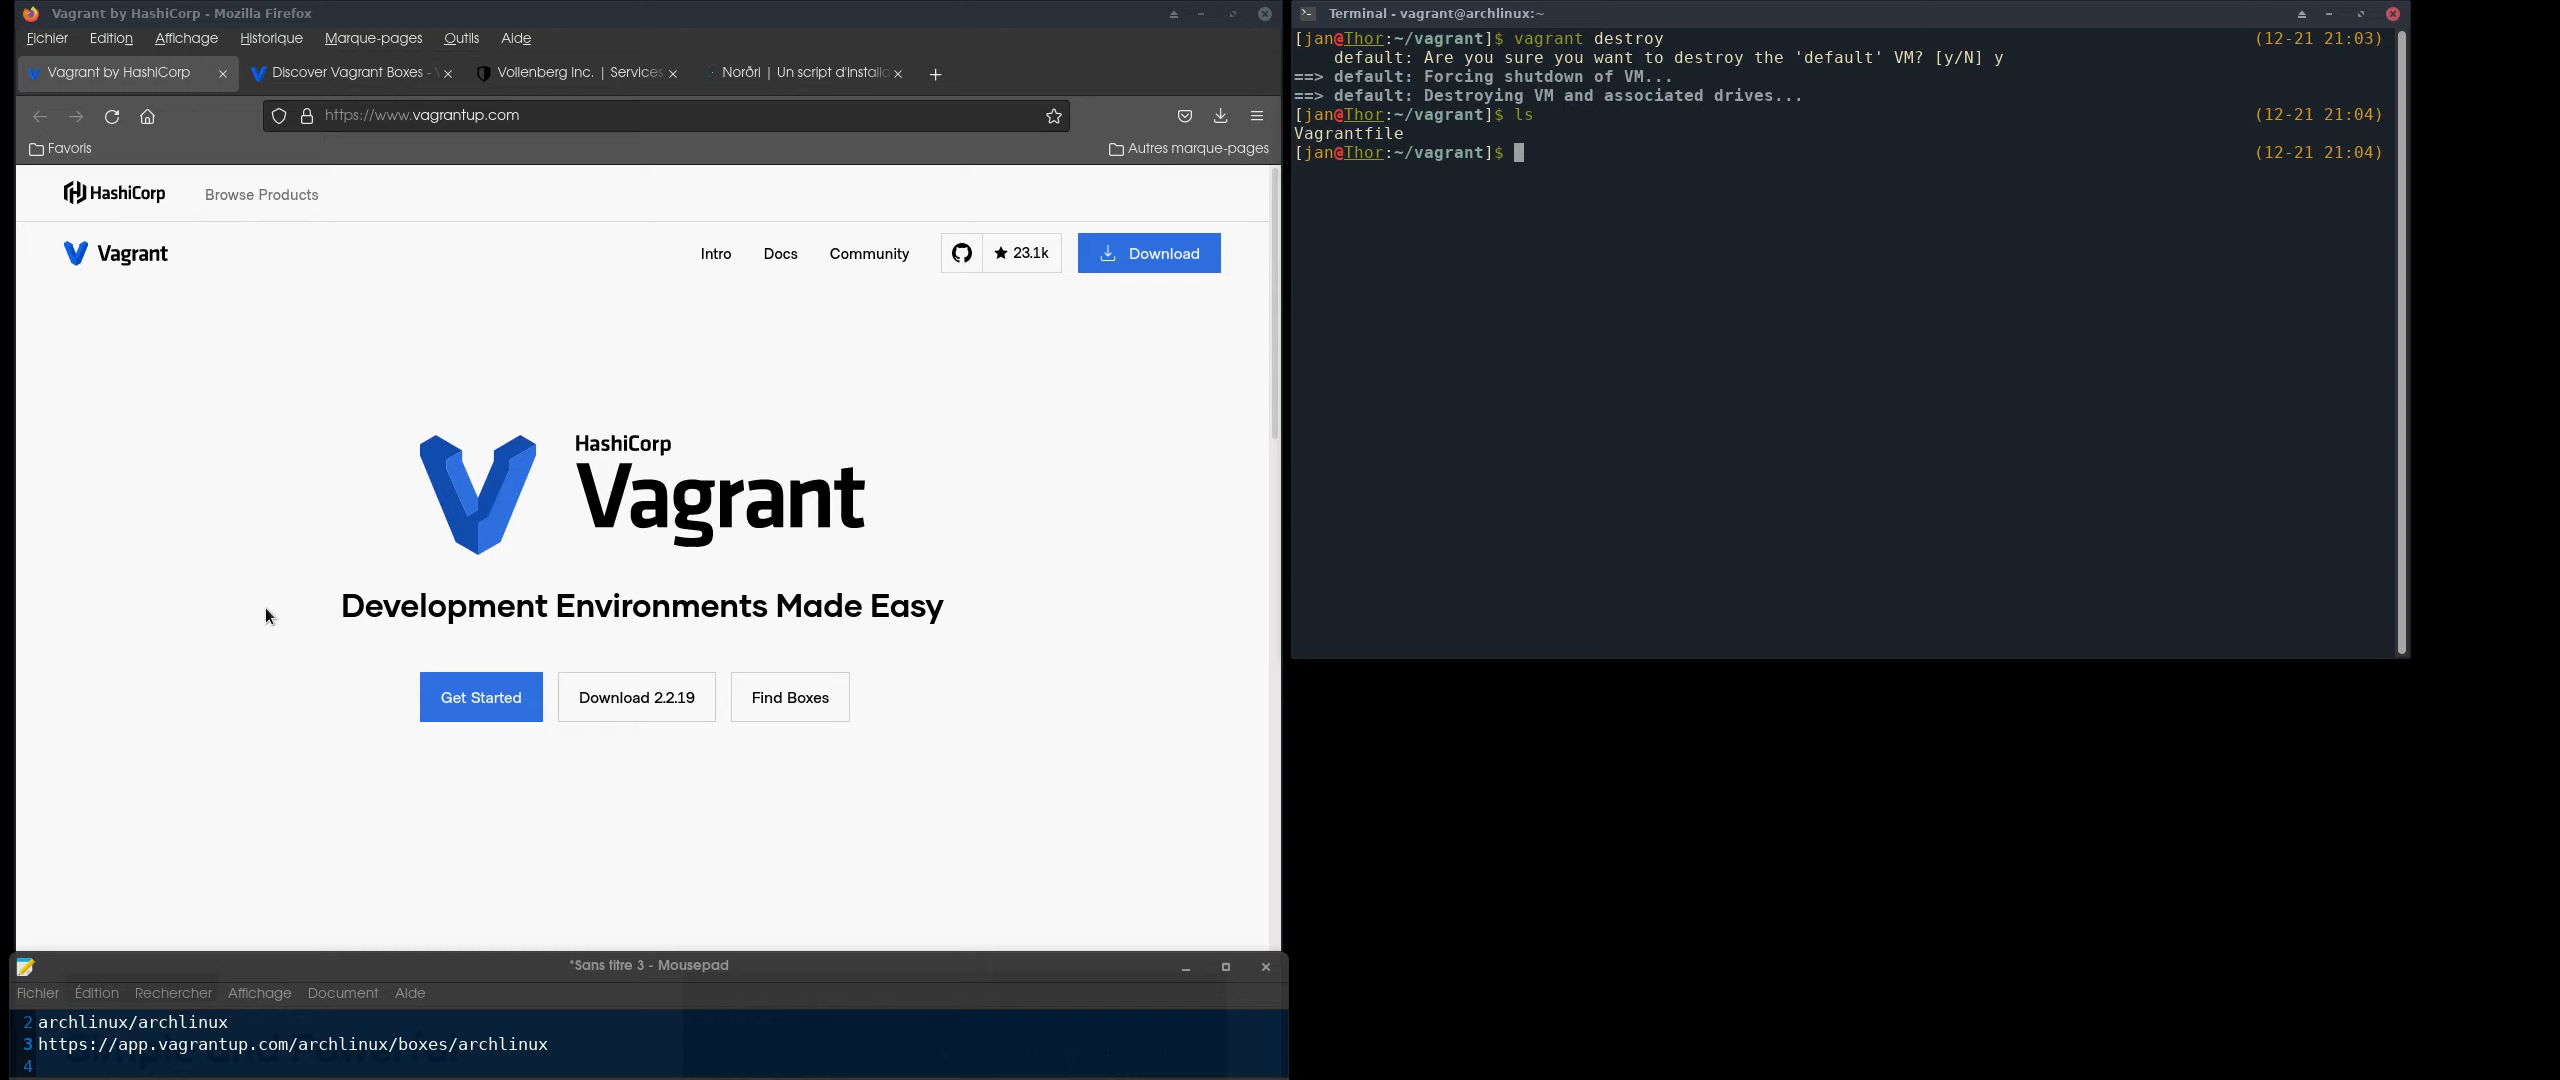 Vagrant by HashiCorp - Mozilla Firefox
Fichier Edition Affichage Historique Marque-pages Outils Aide
Vagrant by HashiCorp Discover Vagrant Boxes - Vollenberg Inc. | Services Norðri | Un script d'installa
https://www.vagrantup.com
Favoris Autres marque-pages
HashiCorp Browse Products
Vagrant Intro Docs Community 23.1k Download
HashiCorp
Vagrant
Development Environments Made Easy
Get Started Download 2.2.19 Find Boxes
*Sans titre 3 - Mousepad
Fichier Édition Rechercher Affichage Document Aide
2 archlinux/archlinux
3 https://app.vagrantup.com/archlinux/boxes/archlinux
4
Terminal - vagrant@archlinux:~
[jan@Thor:~/vagrant]$ vagrant destroy (12-21 21:03)
default: Are you sure you want to destroy the 'default' VM? [y/N] y
==> default: Forcing shutdown of VM...
==> default: Destroying VM and associated drives...
[jan@Thor:~/vagrant]$ ls (12-21 21:04)
Vagrantfile
[jan@Thor:~/vagrant]$ (12-21 21:04)